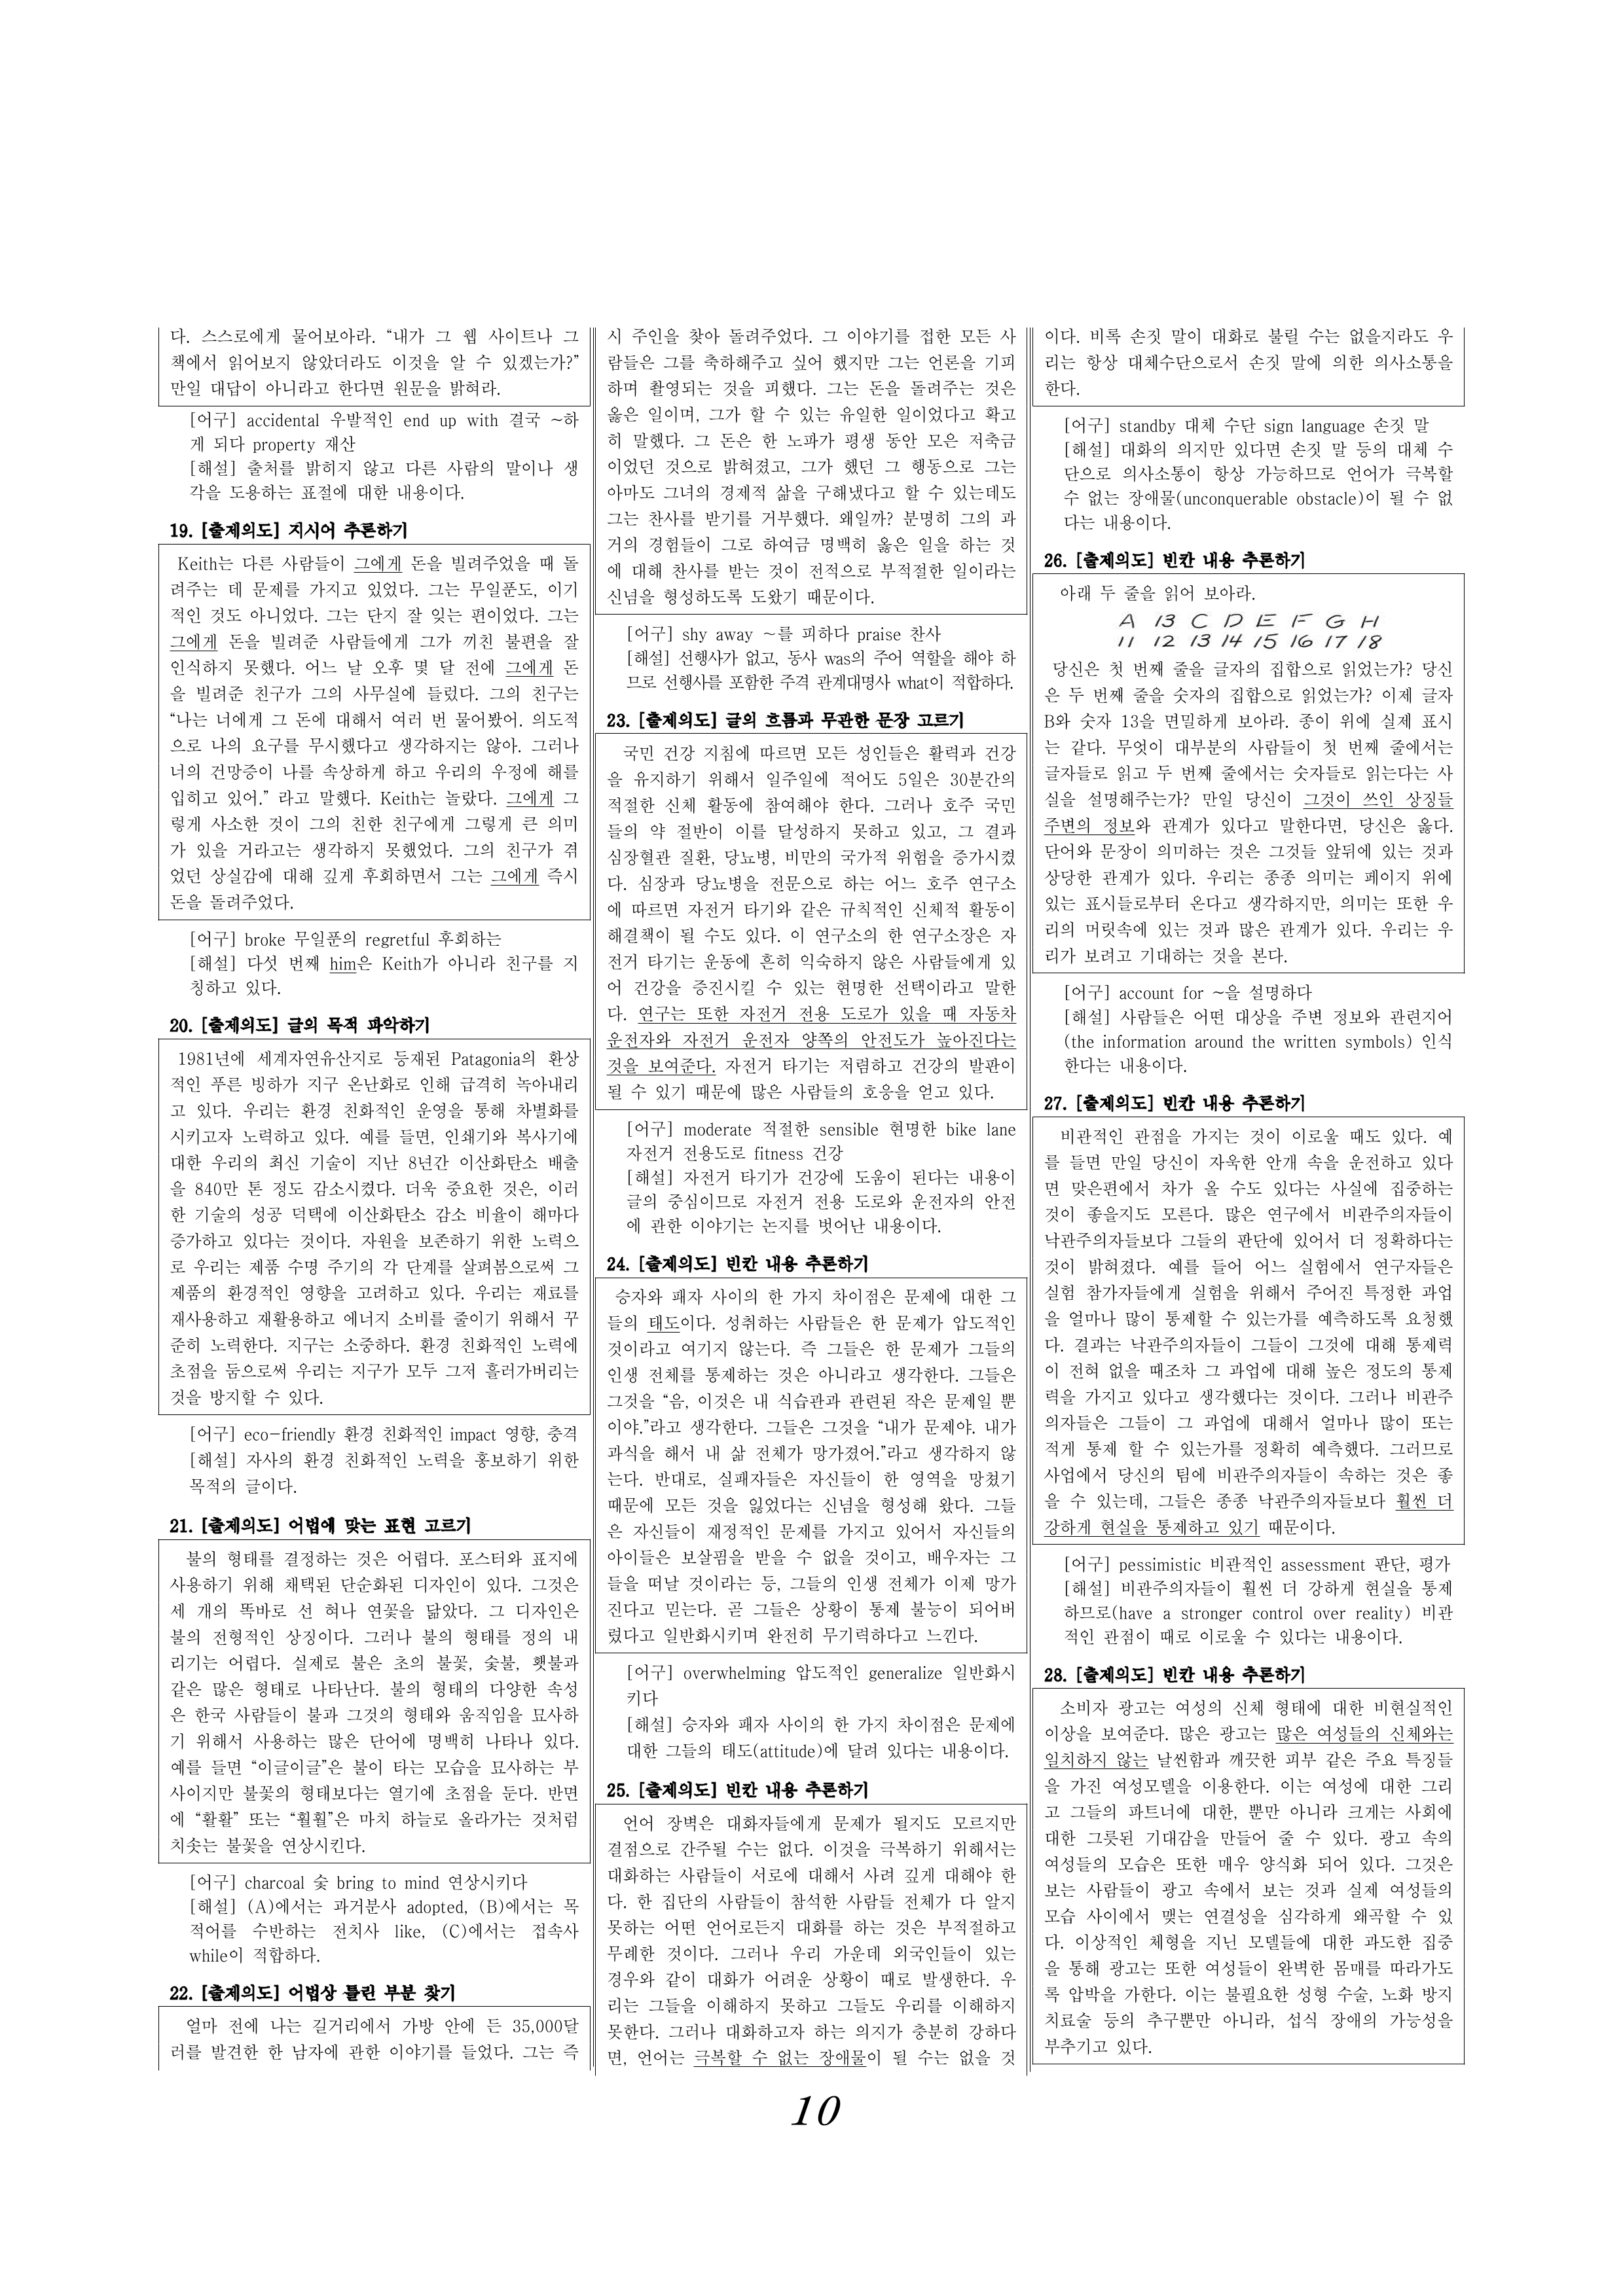 다. 스스로에게 물어보아라. “내가 그 웹 사이트나 그
책에서 읽어보지 않았더라도 이것을 알 수 있겠는가?”
만일 대답이 아니라고 한다면 원문을 밝혀라.
[어구] accidental 우발적인 end up with 결국 ~하
게 되다 property 재산
[해설] 출처를 밝히지 않고 다른 사람의 말이나 생
각을 도용하는 표절에 대한 내용이다.
19. [출제의도] 지시어 추론하기
Keith는 다른 사람들이 그에게 돈을 빌려주었을 때 돌
려주는 데 문제를 가지고 있었다. 그는 무일푼도, 이기
적인 것도 아니었다. 그는 단지 잘 잊는 편이었다. 그는
그에게 돈을 빌려준 사람들에게 그가 끼친 불편을 잘
인식하지 못했다. 어느 날 오후 몇 달 전에 그에게 돈
을 빌려준 친구가 그의 사무실에 들렀다. 그의 친구는
“나는 너에게 그 돈에 대해서 여러 번 물어봤어. 의도적
으로 나의 요구를 무시했다고 생각하지는 않아. 그러나
너의 건망증이 나를 속상하게 하고 우리의 우정에 해를
입히고 있어.” 라고 말했다. Keith는 놀랐다. 그에게 그
렇게 사소한 것이 그의 친한 친구에게 그렇게 큰 의미
가 있을 거라고는 생각하지 못했었다. 그의 친구가 겪
었던 상실감에 대해 깊게 후회하면서 그는 그에게 즉시
돈을 돌려주었다.
[어구] broke 무일푼의 regretful 후회하는
[해설] 다섯 번째 him은 Keith가 아니라 친구를 지
칭하고 있다.
20. [출제의도] 글의 목적 파악하기
1981년에 세계자연유산지로 등재된 Patagonia의 환상
적인 푸른 빙하가 지구 온난화로 인해 급격히 녹아내리
고 있다. 우리는 환경 친화적인 운영을 통해 차별화를
시키고자 노력하고 있다. 예를 들면, 인쇄기와 복사기에
대한 우리의 최신 기술이 지난 8년간 이산화탄소 배출
을 840만 톤 정도 감소시켰다. 더욱 중요한 것은, 이러
한 기술의 성공 덕택에 이산화탄소 감소 비율이 해마다
증가하고 있다는 것이다. 자원을 보존하기 위한 노력으
로 우리는 제품 수명 주기의 각 단계를 살펴봄으로써 그
제품의 환경적인 영향을 고려하고 있다. 우리는 재료를
재사용하고 재활용하고 에너지 소비를 줄이기 위해서 꾸
준히 노력한다. 지구는 소중하다. 환경 친화적인 노력에
초점을 둠으로써 우리는 지구가 모두 그저 흘러가버리는
것을 방지할 수 있다.
[어구] eco-friendly 환경 친화적인 impact 영향, 충격
[해설] 자사의 환경 친화적인 노력을 홍보하기 위한
목적의 글이다.
21. [출제의도] 어법에 맞는 표현 고르기
불의 형태를 결정하는 것은 어렵다. 포스터와 표지에
사용하기 위해 채택된 단순화된 디자인이 있다. 그것은
세 개의 똑바로 선 혀나 연꽃을 닮았다. 그 디자인은
불의 전형적인 상징이다. 그러나 불의 형태를 정의 내
리기는 어렵다. 실제로 불은 초의 불꽃, 숯불, 횃불과
같은 많은 형태로 나타난다. 불의 형태의 다양한 속성
은 한국 사람들이 불과 그것의 형태와 움직임을 묘사하
기 위해서 사용하는 많은 단어에 명백히 나타나 있다.
예를 들면 “이글이글”은 불이 타는 모습을 묘사하는 부
사이지만 불꽃의 형태보다는 열기에 초점을 둔다. 반면
에 “활활” 또는 “훨훨”은 마치 하늘로 올라가는 것처럼
치솟는 불꽃을 연상시킨다.
[어구] charcoal 숯 bring to mind 연상시키다
[해설] (A)에서는 과거분사 adopted, (B)에서는 목
적어를 수반하는 전치사 like, (C)에서는 접속사
while이 적합하다.
22. [출제의도] 어법상 틀린 부분 찾기
얼마 전에 나는 길거리에서 가방 안에 든 35,000달
러를 발견한 한 남자에 관한 이야기를 들었다. 그는 즉
시 주인을 찾아 돌려주었다. 그 이야기를 접한 모든 사
람들은 그를 축하해주고 싶어 했지만 그는 언론을 기피
하며 촬영되는 것을 피했다. 그는 돈을 돌려주는 것은
옳은 일이며, 그가 할 수 있는 유일한 일이었다고 확고
히 말했다. 그 돈은 한 노파가 평생 동안 모은 저축금
이었던 것으로 밝혀졌고, 그가 했던 그 행동으로 그는
아마도 그녀의 경제적 삶을 구해냈다고 할 수 있는데도
그는 찬사를 받기를 거부했다. 왜일까? 분명히 그의 과
거의 경험들이 그로 하여금 명백히 옳은 일을 하는 것
에 대해 찬사를 받는 것이 전적으로 부적절한 일이라는
신념을 형성하도록 도왔기 때문이다.
[어구] shy away ~를 피하다 praise 찬사
[해설] 선행사가 없고, 동사 was의 주어 역할을 해야 하
므로 선행사를 포함한 주격 관계대명사 what이 적합하다.
23. [출제의도] 글의 흐름과 무관한 문장 고르기
국민 건강 지침에 따르면 모든 성인들은 활력과 건강
을 유지하기 위해서 일주일에 적어도 5일은 30분간의
적절한 신체 활동에 참여해야 한다. 그러나 호주 국민
들의 약 절반이 이를 달성하지 못하고 있고, 그 결과
심장혈관 질환, 당뇨병, 비만의 국가적 위험을 증가시켰
다. 심장과 당뇨병을 전문으로 하는 어느 호주 연구소
에 따르면 자전거 타기와 같은 규칙적인 신체적 활동이
해결책이 될 수도 있다. 이 연구소의 한 연구소장은 자
전거 타기는 운동에 흔히 익숙하지 않은 사람들에게 있
어 건강을 증진시킬 수 있는 현명한 선택이라고 말한
다. 연구는 또한 자전거 전용 도로가 있을 때 자동차
운전자와 자전거 운전자 양쪽의 안전도가 높아진다는
것을 보여준다. 자전거 타기는 저렴하고 건강의 발판이
될 수 있기 때문에 많은 사람들의 호응을 얻고 있다.
[어구] moderate 적절한 sensible 현명한 bike lane
자전거 전용도로 fitness 건강
[해설] 자전거 타기가 건강에 도움이 된다는 내용이
글의 중심이므로 자전거 전용 도로와 운전자의 안전
에 관한 이야기는 논지를 벗어난 내용이다.
24. [출제의도] 빈칸 내용 추론하기
승자와 패자 사이의 한 가지 차이점은 문제에 대한 그
들의 태도이다. 성취하는 사람들은 한 문제가 압도적인
것이라고 여기지 않는다. 즉 그들은 한 문제가 그들의
인생 전체를 통제하는 것은 아니라고 생각한다. 그들은
그것을 “음, 이것은 내 식습관과 관련된 작은 문제일 뿐
이야.”라고 생각한다. 그들은 그것을 “내가 문제야. 내가
과식을 해서 내 삶 전체가 망가졌어.”라고 생각하지 않
는다. 반대로, 실패자들은 자신들이 한 영역을 망쳤기
때문에 모든 것을 잃었다는 신념을 형성해 왔다. 그들
은 자신들이 재정적인 문제를 가지고 있어서 자신들의
아이들은 보살핌을 받을 수 없을 것이고, 배우자는 그
들을 떠날 것이라는 등, 그들의 인생 전체가 이제 망가
진다고 믿는다. 곧 그들은 상황이 통제 불능이 되어버
렸다고 일반화시키며 완전히 무기력하다고 느낀다.
[어구] overwhelming 압도적인 generalize 일반화시
키다
[해설] 승자와 패자 사이의 한 가지 차이점은 문제에
대한 그들의 태도(attitude)에 달려 있다는 내용이다.
25. [출제의도] 빈칸 내용 추론하기
언어 장벽은 대화자들에게 문제가 될지도 모르지만
결점으로 간주될 수는 없다. 이것을 극복하기 위해서는
대화하는 사람들이 서로에 대해서 사려 깊게 대해야 한
다. 한 집단의 사람들이 참석한 사람들 전체가 다 알지
못하는 어떤 언어로든지 대화를 하는 것은 부적절하고
무례한 것이다. 그러나 우리 가운데 외국인들이 있는
경우와 같이 대화가 어려운 상황이 때로 발생한다. 우
리는 그들을 이해하지 못하고 그들도 우리를 이해하지
못한다. 그러나 대화하고자 하는 의지가 충분히 강하다
면, 언어는 극복할 수 없는 장애물이 될 수는 없을 것
이다. 비록 손짓 말이 대화로 불릴 수는 없을지라도 우
리는 항상 대체수단으로서 손짓 말에 의한 의사소통을
한다.
[어구] standby 대체 수단 sign language 손짓 말
[해설] 대화의 의지만 있다면 손짓 말 등의 대체 수
단으로 의사소통이 항상 가능하므로 언어가 극복할
수 없는 장애물(unconquerable obstacle)이 될 수 없
다는 내용이다.
26. [출제의도] 빈칸 내용 추론하기
아래 두 줄을 읽어 보아라.
A 13 C D E F G H
11 12 13 14 15 16 17 18
당신은 첫 번째 줄을 글자의 집합으로 읽었는가? 당신
은 두 번째 줄을 숫자의 집합으로 읽었는가? 이제 글자
B와 숫자 13을 면밀하게 보아라. 종이 위에 실제 표시
는 같다. 무엇이 대부분의 사람들이 첫 번째 줄에서는
글자들로 읽고 두 번째 줄에서는 숫자들로 읽는다는 사
실을 설명해주는가? 만일 당신이 그것이 쓰인 상징들
주변의 정보와 관계가 있다고 말한다면, 당신은 옳다.
단어와 문장이 의미하는 것은 그것들 앞뒤에 있는 것과
상당한 관계가 있다. 우리는 종종 의미는 페이지 위에
있는 표시들로부터 온다고 생각하지만, 의미는 또한 우
리의 머릿속에 있는 것과 많은 관계가 있다. 우리는 우
리가 보려고 기대하는 것을 본다.
[어구] account for ~을 설명하다
[해설] 사람들은 어떤 대상을 주변 정보와 관련지어
(the information around the written symbols) 인식
한다는 내용이다.
27. [출제의도] 빈칸 내용 추론하기
비관적인 관점을 가지는 것이 이로울 때도 있다. 예
를 들면 만일 당신이 자욱한 안개 속을 운전하고 있다
면 맞은편에서 차가 올 수도 있다는 사실에 집중하는
것이 좋을지도 모른다. 많은 연구에서 비관주의자들이
낙관주의자들보다 그들의 판단에 있어서 더 정확하다는
것이 밝혀졌다. 예를 들어 어느 실험에서 연구자들은
실험 참가자들에게 실험을 위해서 주어진 특정한 과업
을 얼마나 많이 통제할 수 있는가를 예측하도록 요청했
다. 결과는 낙관주의자들이 그들이 그것에 대해 통제력
이 전혀 없을 때조차 그 과업에 대해 높은 정도의 통제
력을 가지고 있다고 생각했다는 것이다. 그러나 비관주
의자들은 그들이 그 과업에 대해서 얼마나 많이 또는
적게 통제 할 수 있는가를 정확히 예측했다. 그러므로
사업에서 당신의 팀에 비관주의자들이 속하는 것은 좋
을 수 있는데, 그들은 종종 낙관주의자들보다 훨씬 더
강하게 현실을 통제하고 있기 때문이다.
[어구] pessimistic 비관적인 assessment 판단, 평가
[해설] 비관주의자들이 훨씬 더 강하게 현실을 통제
하므로(have a stronger control over reality) 비관
적인 관점이 때로 이로울 수 있다는 내용이다.
28. [출제의도] 빈칸 내용 추론하기
소비자 광고는 여성의 신체 형태에 대한 비현실적인
이상을 보여준다. 많은 광고는 많은 여성들의 신체와는
일치하지 않는 날씬함과 깨끗한 피부 같은 주요 특징들
을 가진 여성모델을 이용한다. 이는 여성에 대한 그리
고 그들의 파트너에 대한, 뿐만 아니라 크게는 사회에
대한 그릇된 기대감을 만들어 줄 수 있다. 광고 속의
여성들의 모습은 또한 매우 양식화 되어 있다. 그것은
보는 사람들이 광고 속에서 보는 것과 실제 여성들의
모습 사이에서 맺는 연결성을 심각하게 왜곡할 수 있
다. 이상적인 체형을 지닌 모델들에 대한 과도한 집중
을 통해 광고는 또한 여성들이 완벽한 몸매를 따라가도
록 압박을 가한다. 이는 불필요한 성형 수술, 노화 방지
치료술 등의 추구뿐만 아니라, 섭식 장애의 가능성을
부추기고 있다.
10